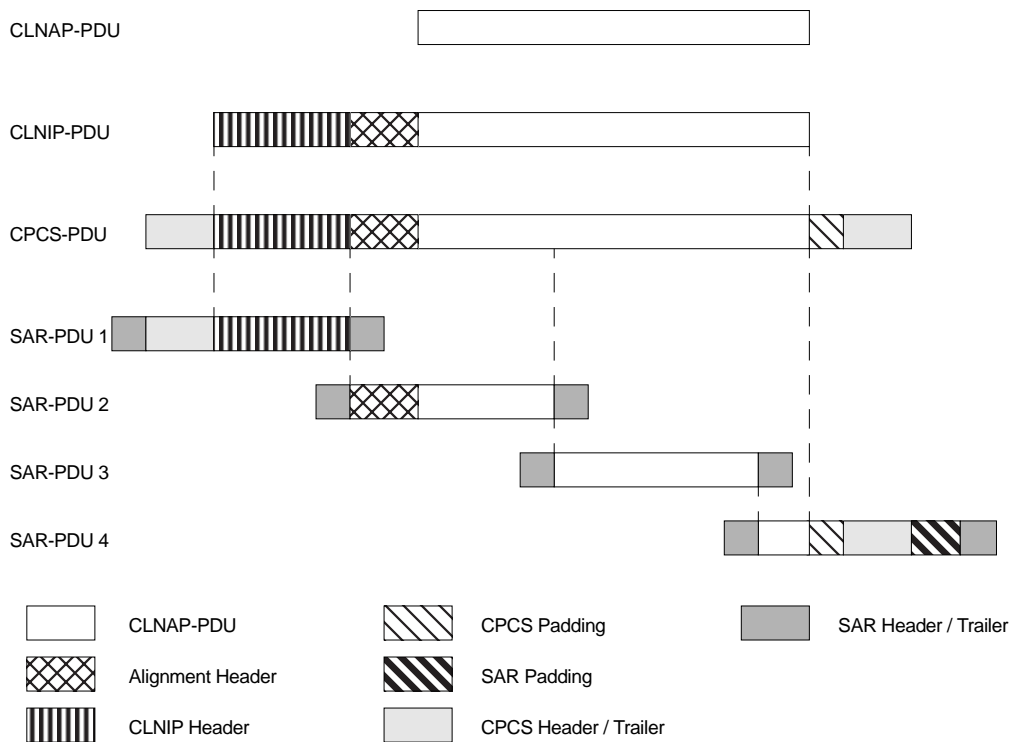 CLNAP-PDU
CLNIP-PDU
CPCS-PDU
SAR-PDU 1
SAR-PDU 2
SAR-PDU 3
SAR-PDU 4
CLNAP-PDU
CPCS Padding
SAR Header / Trailer
Alignment Header
SAR Padding
CLNIP Header
CPCS Header / Trailer